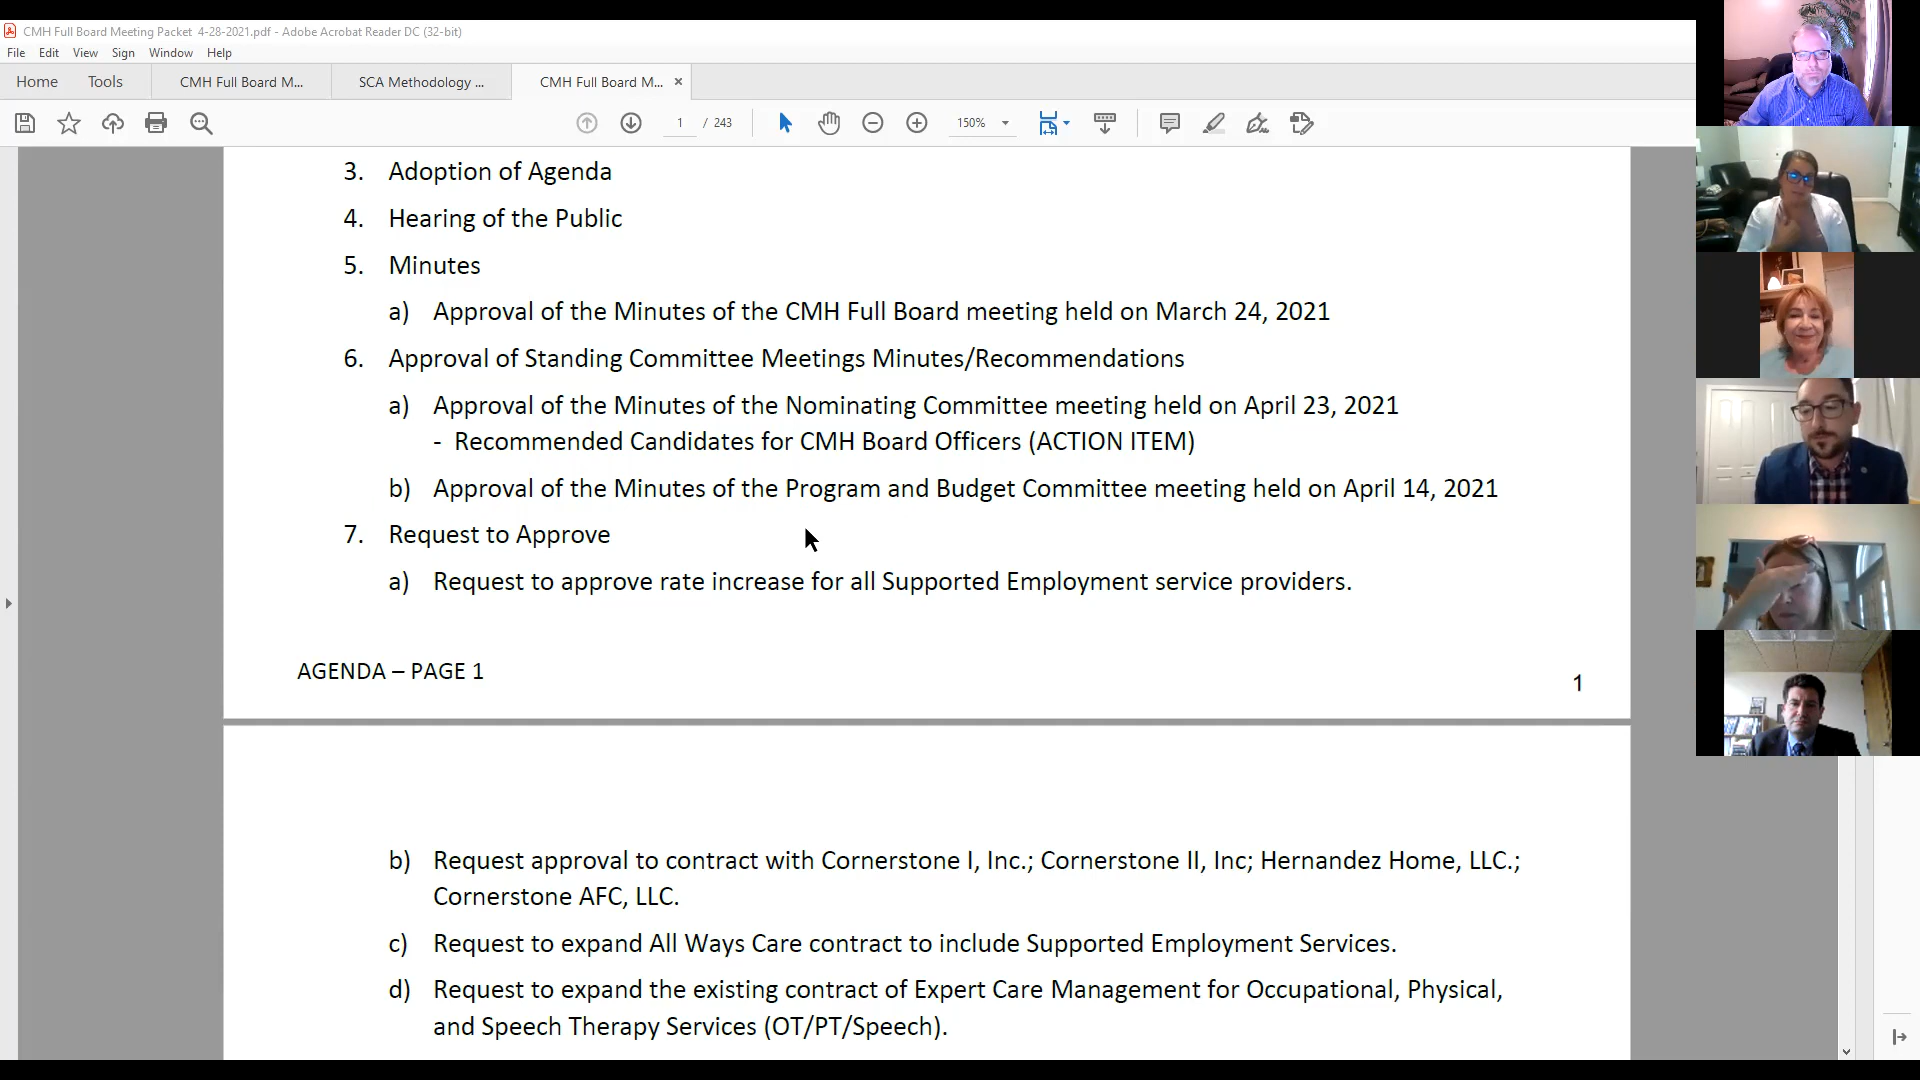 CMH Full Board Meeting Packet 4-28-2021.pdf - Adobe Acrobat Reader DC (32-bit)
File Edit View Sign Window Help
Home Tools CMH Full Board M... SCA Methodology ... CMH Full Board M... ×
1 / 243 150%
3. Adoption of Agenda
4. Hearing of the Public
5. Minutes
a) Approval of the Minutes of the CMH Full Board meeting held on March 24, 2021
6. Approval of Standing Committee Meetings Minutes/Recommendations
a) Approval of the Minutes of the Nominating Committee meeting held on April 23, 2021
- Recommended Candidates for CMH Board Officers (ACTION ITEM)
b) Approval of the Minutes of the Program and Budget Committee meeting held on April 14, 2021
7. Request to Approve
a) Request to approve rate increase for all Supported Employment service providers.
AGENDA – PAGE 1
1
b) Request approval to contract with Cornerstone I, Inc.; Cornerstone II, Inc; Hernandez Home, LLC.;
Cornerstone AFC, LLC.
c) Request to expand All Ways Care contract to include Supported Employment Services.
d) Request to expand the existing contract of Expert Care Management for Occupational, Physical,
and Speech Therapy Services (OT/PT/Speech).